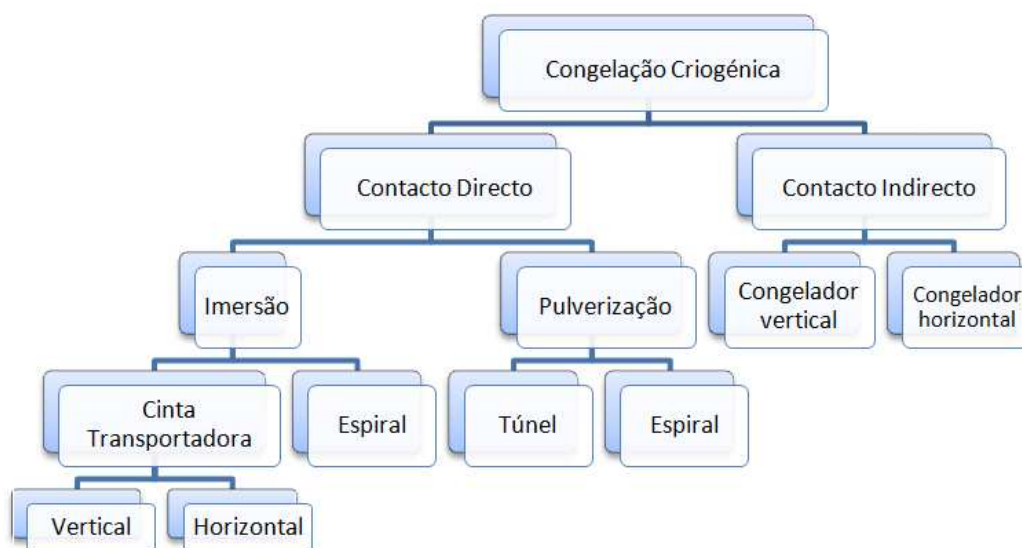 Congelação Criogénica
Contacto Directo
Contacto Indirecto
Imersão
Pulverização
Congelador
vertical
Congelador
horizontal
Cinta
Transportadora
Espiral
Túnel
Espiral
Vertical
Horizontal